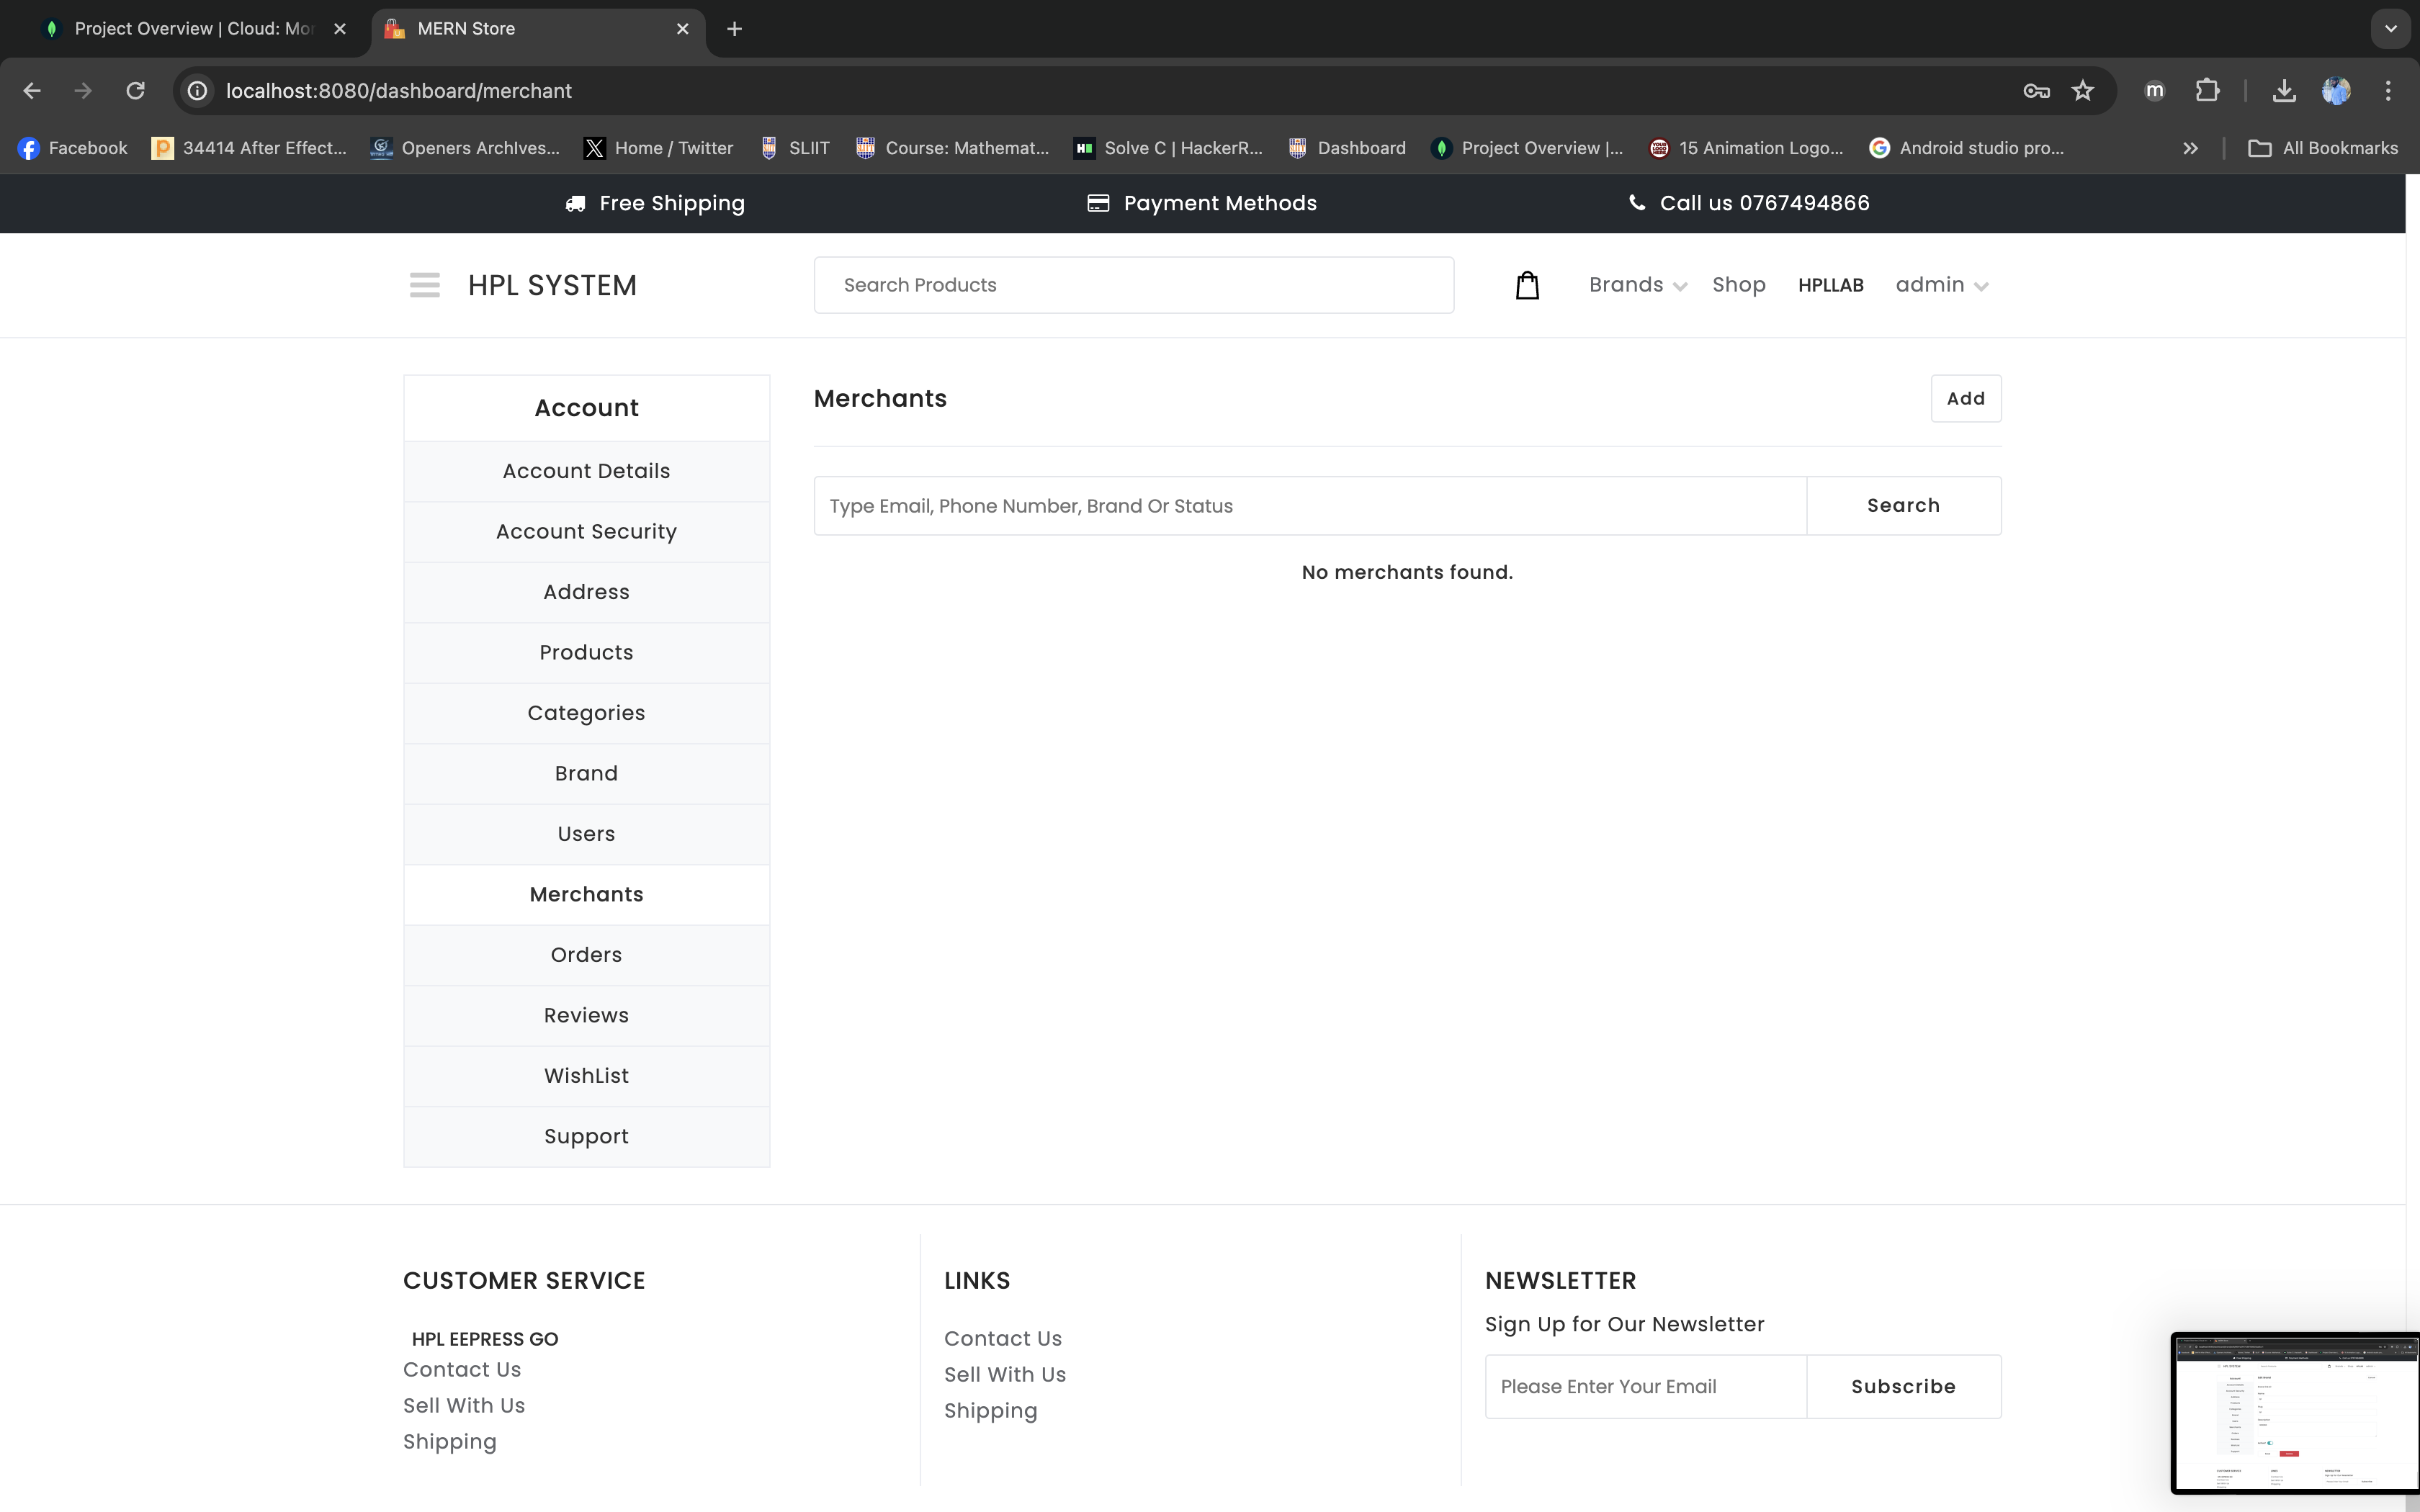 Project Overview | Cloud: Mon
MERN Store
localhost:8080/dashboard/merchant
Facebook
34414 After Effect...
Openers ArchIves...
Home / Twitter
SLIIT
Course: Mathemat...
Solve C | HackerR...
Dashboard
Project Overview |...
15 Animation Logo...
Android studio pro...
All Bookmarks
Free Shipping
Payment Methods
Call us 0767494866
HPL SYSTEM
Search Products
Brands
Shop
HPLLAB
admin
Account
Account Details
Account Security
Address
Products
Categories
Brand
Users
Merchants
Orders
Reviews
WishList
Support
Merchants
Add
Type Email, Phone Number, Brand Or Status
Search
No merchants found.
CUSTOMER SERVICE
HPL EEPRESS GO
Contact Us
Sell With Us
Shipping
LINKS
Contact Us
Sell With Us
Shipping
NEWSLETTER
Sign Up for Our Newsletter
Please Enter Your Email
Subscribe